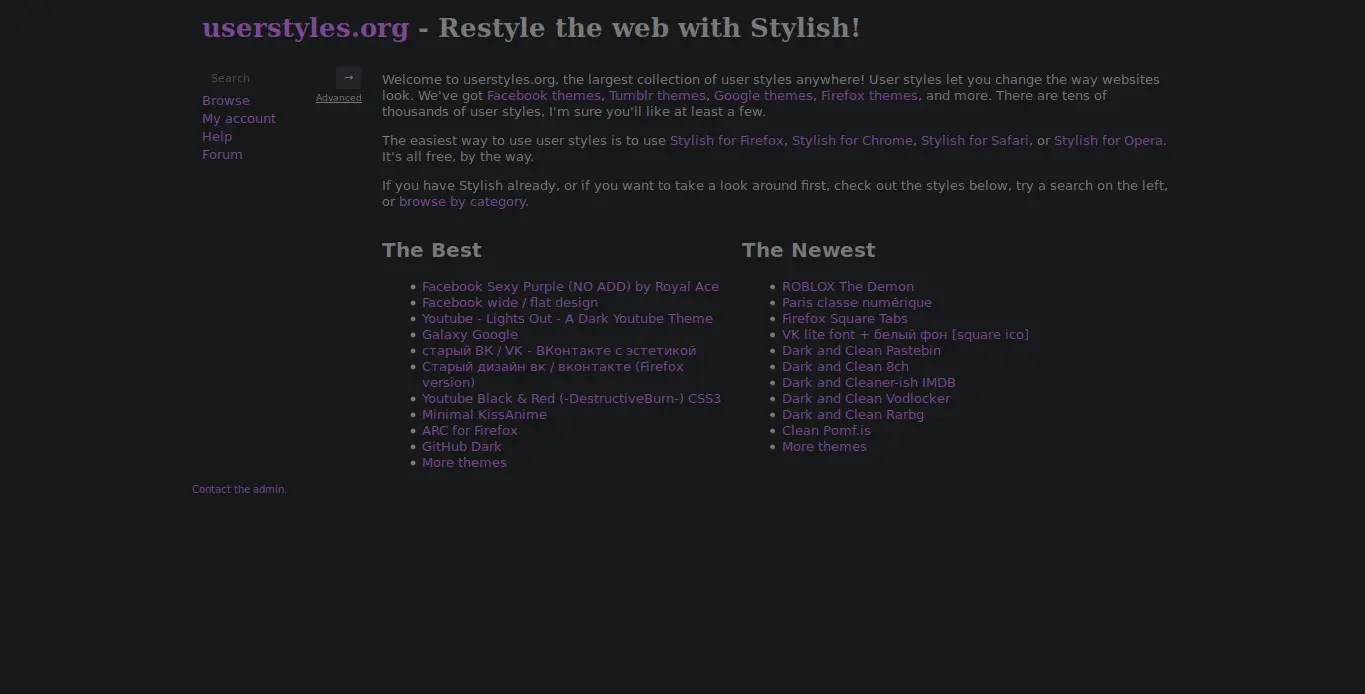 userstyles.org - Restyle the web with Stylish!
Search
→
Advanced
Browse
My account
Help
Forum
Welcome to userstyles.org, the largest collection of user styles anywhere! User styles let you change the way websites
look. We've got Facebook themes, Tumblr themes, Google themes, Firefox themes, and more. There are tens of
thousands of user styles, I'm sure you'll like at least a few.
The easiest way to use user styles is to use Stylish for Firefox, Stylish for Chrome, Stylish for Safari, or Stylish for Opera.
It's all free, by the way.
If you have Stylish already, or if you want to take a look around first, check out the styles below, try a search on the left,
or browse by category.
The Best
Facebook Sexy Purple (NO ADD) by Royal Ace
Facebook wide / flat design
Youtube - Lights Out - A Dark Youtube Theme
Galaxy Google
старый ВК / VK - ВКонтакте с эстетикой
Старый дизайн вк / вконтакте (Firefox
version)
Youtube Black & Red (-DestructiveBurn-) CSS3
Minimal KissAnime
ARC for Firefox
GitHub Dark
More themes
The Newest
ROBLOX The Demon
Paris classe numérique
Firefox Square Tabs
VK lite font + белый фон [square ico]
Dark and Clean Pastebin
Dark and Clean 8ch
Dark and Cleaner-ish IMDB
Dark and Clean Vodlocker
Dark and Clean Rarbg
Clean Pomf.is
More themes
Contact the admin.